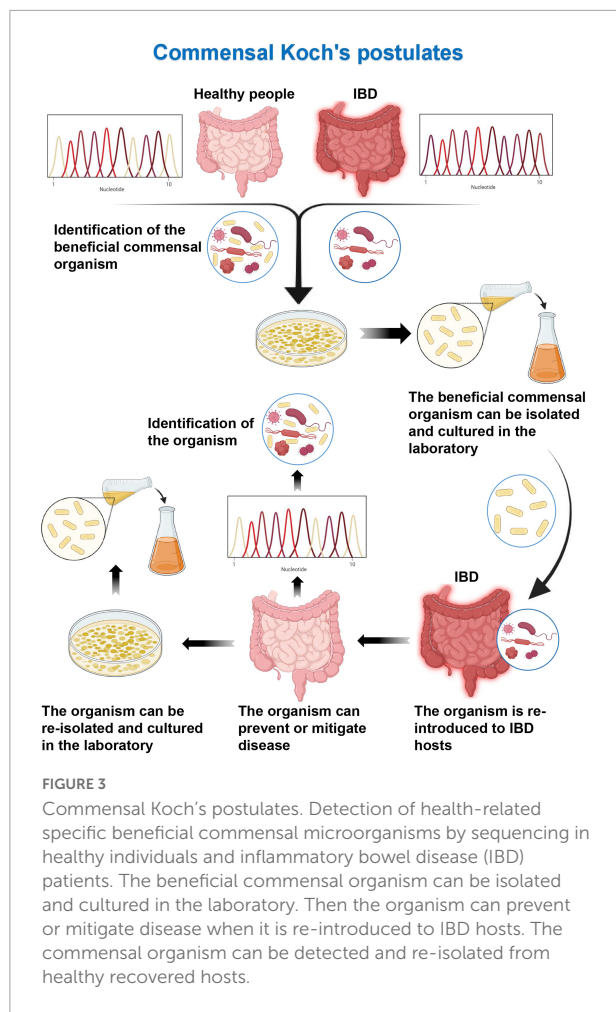 Commensal Koch's postulates
Healthy people
IBD
1
10
Nucleotide
1
10
Nucleotide
Identification of the
beneficial commensal
organism
The beneficial commensal
organism can be isolated
and cultured in the
laboratory
Identification of
the organism
1
10
Nucleotide
IBD
The organism can be
re-isolated and cultured
in the laboratory
The organism can
prevent or mitigate
disease
The organism is re-
introduced to IBD
hosts
FIGURE 3
Commensal Koch's postulates. Detection of health-related
specific beneficial commensal microorganisms by sequencing in
healthy individuals and inflammatory bowel disease (IBD)
patients. The beneficial commensal organism can be isolated
and cultured in the laboratory. Then the organism can prevent
or mitigate disease when it is re-introduced to IBD hosts. The
commensal organism can be detected and re-isolated from
healthy recovered hosts.